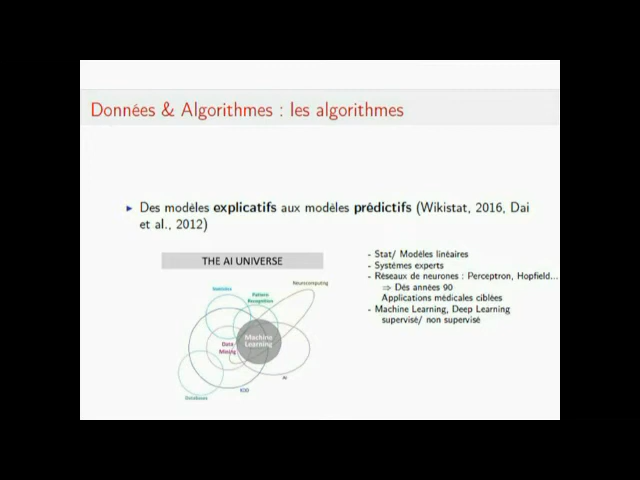 Données & Algorithmes : les algorithmes
Des modèles explicatifs aux modèles prédictifs (Wikistat, 2016, Dai
et al., 2012)
THE AI UNIVERSE
Neurocomputing
Statistics
Pattern
Recognition
Machine
Learning
Data
Mining
AI
KDD
Databases
- Stat/ Modèles linéaires
- Systèmes experts
- Réseaux de neurones : Perceptron, Hopfield...
⇒ Dés années 90
Applications médicales ciblées
- Machine Learning, Deep Learning
supervisé/ non supervisé